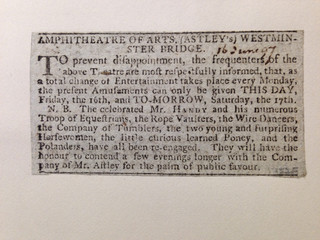 AMPHITHEATRE OF ARTS, (ASTLEY's) WESTMIN-
STER BRIDGE. 16 June 97
TO prevent disappointment, the frequenters of the
above Theatre are most respectfully informed, that, as
a total change of Entertainment takes place every Monday,
the present Amusements can only be given THIS DAY,
Friday, the 16th, and TO-MORROW, Saturday, the 17th.
N. B. The celebrated Mr. HANDY and his numerous
Troop of Equestrians, the Rope Vaulters, the Wire Dancers,
the Company of Tumblers, the two young and surprising
Horsewomen, the little curious learned Poney, and the
Polanders, have all been re-engaged. They will have the
honour to contend a few evenings longer with the Com-
pany of Mr. Astley for the palm of public favour.